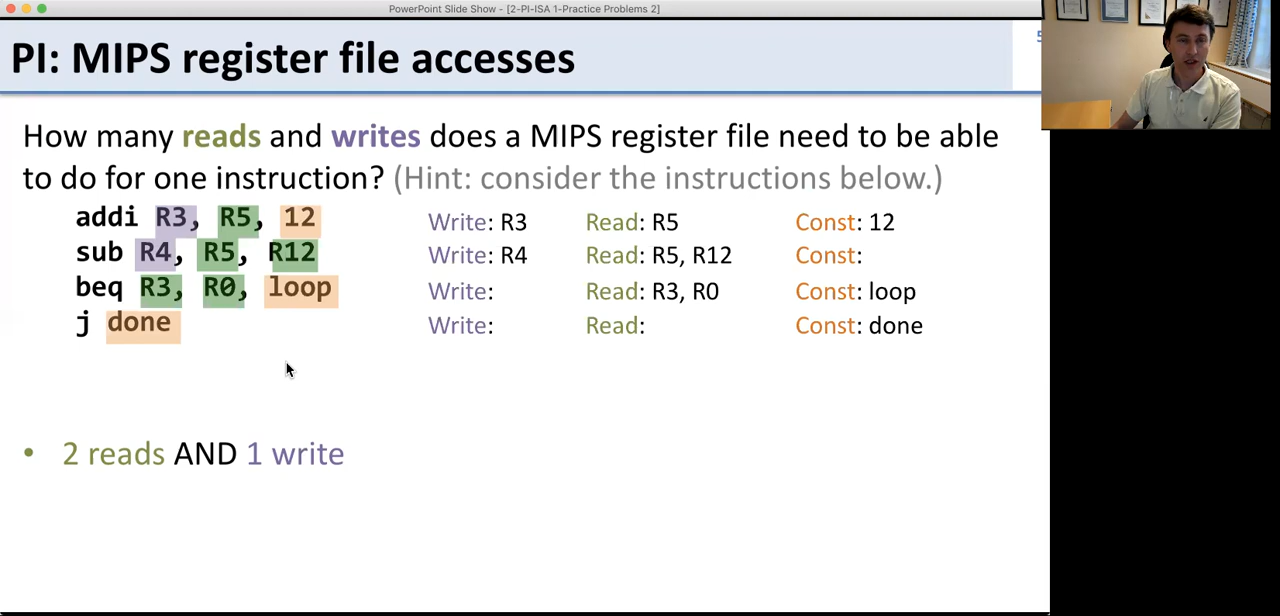 PowerPoint Slide Show - [2-PI-ISA 1-Practice Problems 2]
PI: MIPS register file accesses
How many reads and writes does a MIPS register file need to be able
to do for one instruction? (Hint: consider the instructions below.)
addi R3, R5, 12 Write: R3 Read: R5 Const: 12
sub R4, R5, R12 Write: R4 Read: R5, R12 Const:
beq R3, R0, loop Write: Read: R3, R0 Const: loop
j done Write: Read: Const: done
• 2 reads AND 1 write